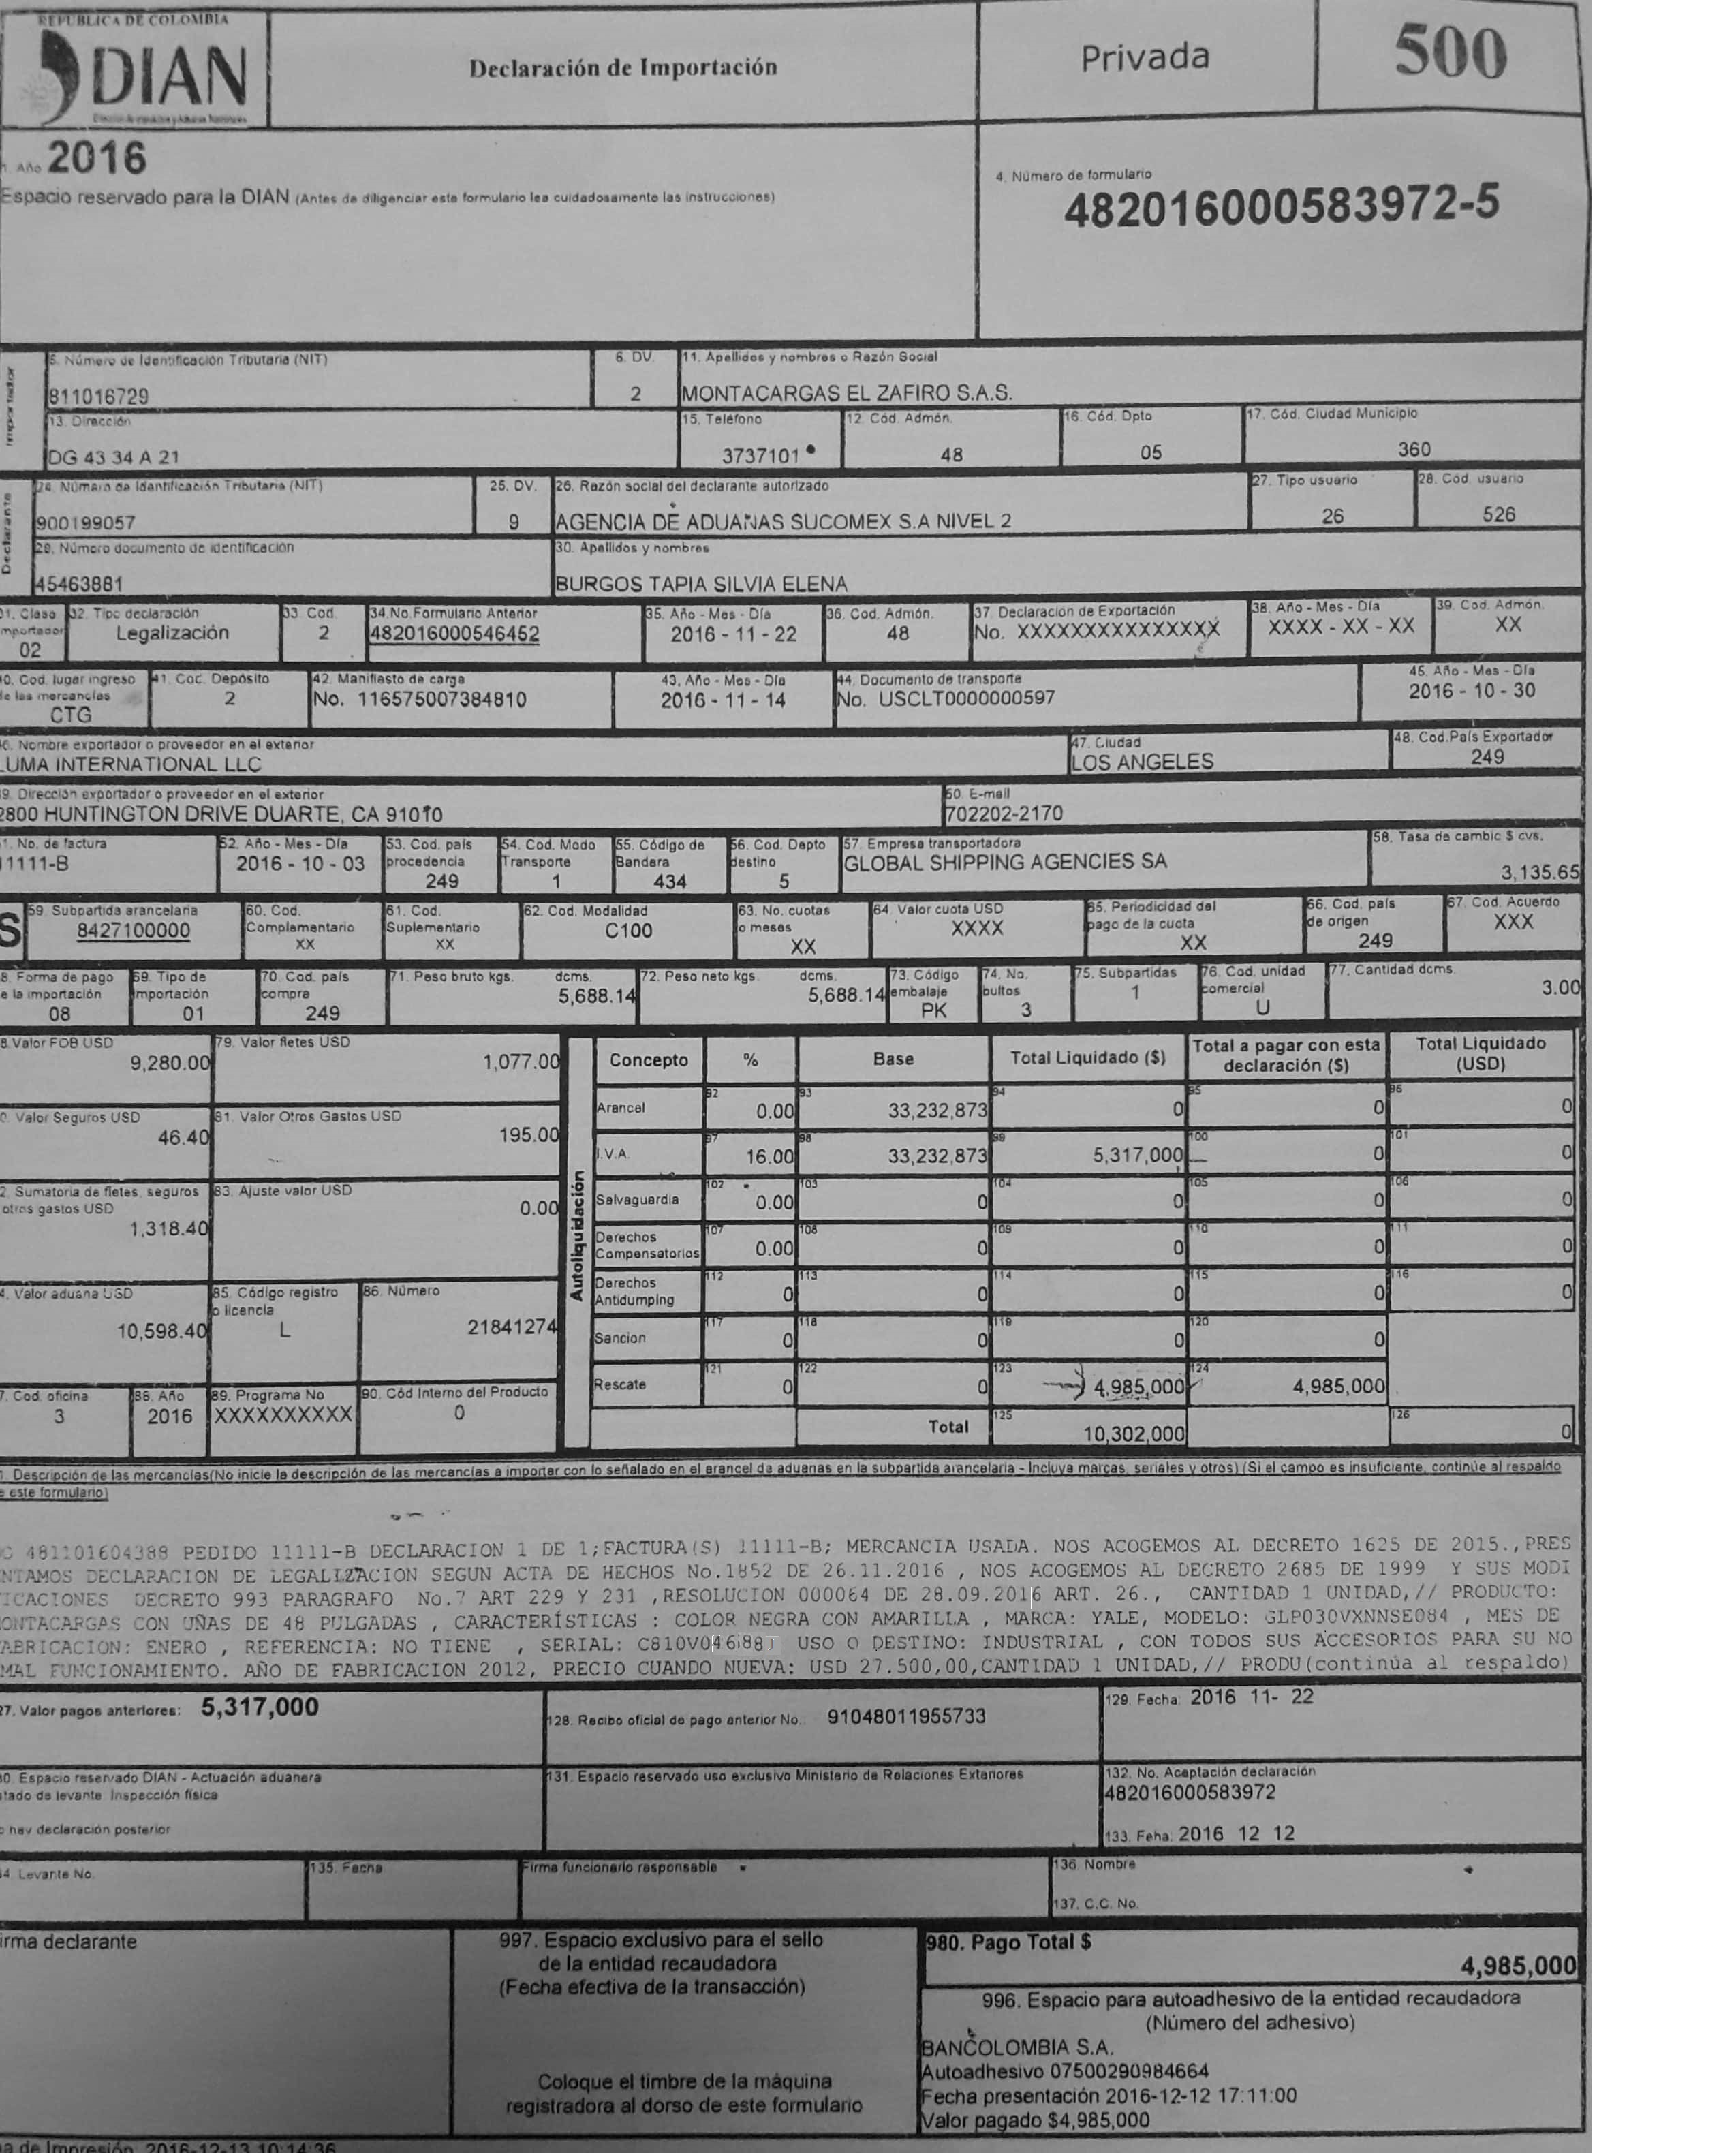 REPUBLICA DE COLOMBIA
DIAN
Declaración de Importación
Privada
500
1. Año 2016
Espacio reservado para la DIAN (Antes de diligenciar este formulario lea cuidadosamente las instrucciones)
4. Número de formulario
482016000583972-5
Importador
5. Número de Identificación Tributaria (NIT)
811016729
6. DV.
2
11. Apellidos y nombres o Razón Social
MONTACARGAS EL ZAFIRO S.A.S.
13. Dirección
DG 43 34 A 21
15. Teléfono
3737101
12. Cód. Admón.
48
16. Cód. Dpto
05
17. Cód. Ciudad Municipio
360
Declarante
24. Número de Identificación Tributaria (NIT)
900199057
25. DV.
9
26. Razón social del declarante autorizado
AGENCIA DE ADUANAS SUCOMEX S.A NIVEL 2
27. Tipo usuario
26
28. Cód. usuario
526
29. Número documento de identificación
45463881
30. Apellidos y nombres
BURGOS TAPIA SILVIA ELENA
31. Clase
importador
02
32. Tipo declaración
Legalización
33. Cod.
2
34.No.Formulario Anterior
482016000546452
35. Año - Mes - Día
2016 - 11 - 22
36. Cod. Admón.
48
37. Declaración de Exportación
No. XXXXXXXXXXXXXXX
38. Año - Mes - Día
XXXX - XX - XX
39. Cod. Admón.
XX
40. Cod. lugar ingreso
de las mercancías
CTG
41. Cod. Depósito
2
42. Manifiesto de carga
No. 116575007384810
43. Año - Mes - Día
2016 - 11 - 14
44. Documento de transporte
No. USCLT0000000597
45. Año - Mes - Día
2016 - 10 - 30
46. Nombre exportador o proveedor en el exterior
LUMA INTERNATIONAL LLC
47. Ciudad
LOS ANGELES
48. Cod.País Exportador
249
49. Dirección exportador o proveedor en el exterior
2800 HUNTINGTON DRIVE DUARTE, CA 91010
50. E-mail
702202-2170
51. No. de factura
11111-B
52. Año - Mes - Día
2016 - 10 - 03
53. Cod. país
procedencia
249
54. Cod. Modo
Transporte
1
55. Código de
Bandera
434
56. Cod. Depto
destino
5
57. Empresa transportadora
GLOBAL SHIPPING AGENCIES SA
58. Tasa de cambio $ cvs.
3,135.65
S
59. Subpartida arancelaria
8427100000
60. Cod.
Complementario
XX
61. Cod.
Suplementario
XX
62. Cod. Modalidad
C100
63. No. cuotas
o meses
XX
64. Valor cuota USD
XXXX
65. Periodicidad del
pago de la cuota
XX
66. Cod. país
de origen
249
67. Cod. Acuerdo
XXX
68. Forma de pago
de la importación
08
69. Tipo de
importación
01
70. Cod. país
compra
249
71. Peso bruto kgs. dcms.
5,688.14
72. Peso neto kgs. dcms.
5,688.14
73. Código
embalaje
PK
74. No.
bultos
3
75. Subpartidas
1
76. Cod. unidad
comercial
U
77. Cantidad dcms.
3.00
78.Valor FOB USD
9,280.00
79. Valor fletes USD
1,077.00
80. Valor Seguros USD
46.40
81. Valor Otros Gastos USD
195.00
82. Sumatoria de fletes, seguros
otros gastos USD
1,318.40
83. Ajuste valor USD
0.00
84. Valor aduana USD
10,598.40
85. Código registro
o licencia
L
86. Número
21841274
87. Cod. oficina
3
88. Año
2016
89. Programa No
XXXXXXXXXX
90. Cód Interno del Producto
0
Autoliquidación
Concepto % Base Total Liquidado ($) Total a pagar con esta declaración ($) Total Liquidado (USD)
92 93 94 95 96
Arancel 0.00 33,232,873 0 0 0
97 98 99 100 101
I.V.A. 16.00 33,232,873 5,317,000 0 0
102 103 104 105 106
Salvaguardia 0.00 0 0 0 0
107 108 109 110 111
Derechos Compensatorios 0.00 0 0 0 0
112 113 114 115 116
Derechos Antidumping 0 0 0 0 0
117 118 119 120
Sancion 0 0 0 0
121 122 123 124
Rescate 0 0 4,985,000 4,985,000
125 126
Total 10,302,000 0
. Descripción de las mercancías(No inicie la descripción de las mercancías a importar con lo señalado en el arancel de aduanas en la subpartida arancelaria - Incluya marcas, seriales y otros) (Si el campo es insuficiente, continúe al respaldo
e este formulario)
481101604388 PEDIDO 11111-B DECLARACION 1 DE 1;FACTURA(S) 11111-B; MERCANCIA USADA. NOS ACOGEMOS AL DECRETO 1625 DE 2015.,PRES
NTAMOS DECLARACION DE LEGALIZACION SEGUN ACTA DE HECHOS No.1852 DE 26.11.2016 , NOS ACOGEMOS AL DECRETO 2685 DE 1999 Y SUS MODI
ICACIONES DECRETO 993 PARAGRAFO No.7 ART 229 Y 231 ,RESOLUCION 000064 DE 28.09.2016 ART. 26., CANTIDAD 1 UNIDAD,// PRODUCTO:
ONTACARGAS CON UÑAS DE 48 PULGADAS , CARACTERÍSTICAS : COLOR NEGRA CON AMARILLA , MARCA: YALE, MODELO: GLP030VXNNSE084 , MES DE
ABRICACION: ENERO , REFERENCIA: NO TIENE , SERIAL: USO O DESTINO: INDUSTRIAL , CON TODOS SUS ACCESORIOS PARA SU NO
MAL FUNCIONAMIENTO. AÑO DE FABRICACION 2012, PRECIO CUANDO NUEVA: USD 27.500,00,CANTIDAD 1 UNIDAD,// PRODU(continúa al respaldo)
27. Valor pagos anteriores: 5,317,000
128. Recibo oficial de pago anterior No.. 91048011955733
129. Fecha: 2016 11- 22
30. Espacio reservado DIAN - Actuación aduanera
tado de levante Inspección física
hay declaración posterior
131. Espacio reservado uso exclusivo Ministerio de Relaciones Exteriores
132. No. Aceptación declaración
482016000583972
133. Feha: 2016 12 12
34. Levante No.
135. Fecha
Firma funcionario responsable
136. Nombre
137. C.C. No.
irma declarante
997. Espacio exclusivo para el sello
de la entidad recaudadora
(Fecha efectiva de la transacción)
Coloque el timbre de la máquina
registradora al dorso de este formulario
980. Pago Total $
4,985,000
996. Espacio para autoadhesivo de la entidad recaudadora
(Número del adhesivo)
BANCOLOMBIA S.A.
Autoadhesivo 07500290984664
Fecha presentación 2016-12-12 17:11:00
Valor pagado $4,985,000
a de Impresión 2016-12-13 10:14:36